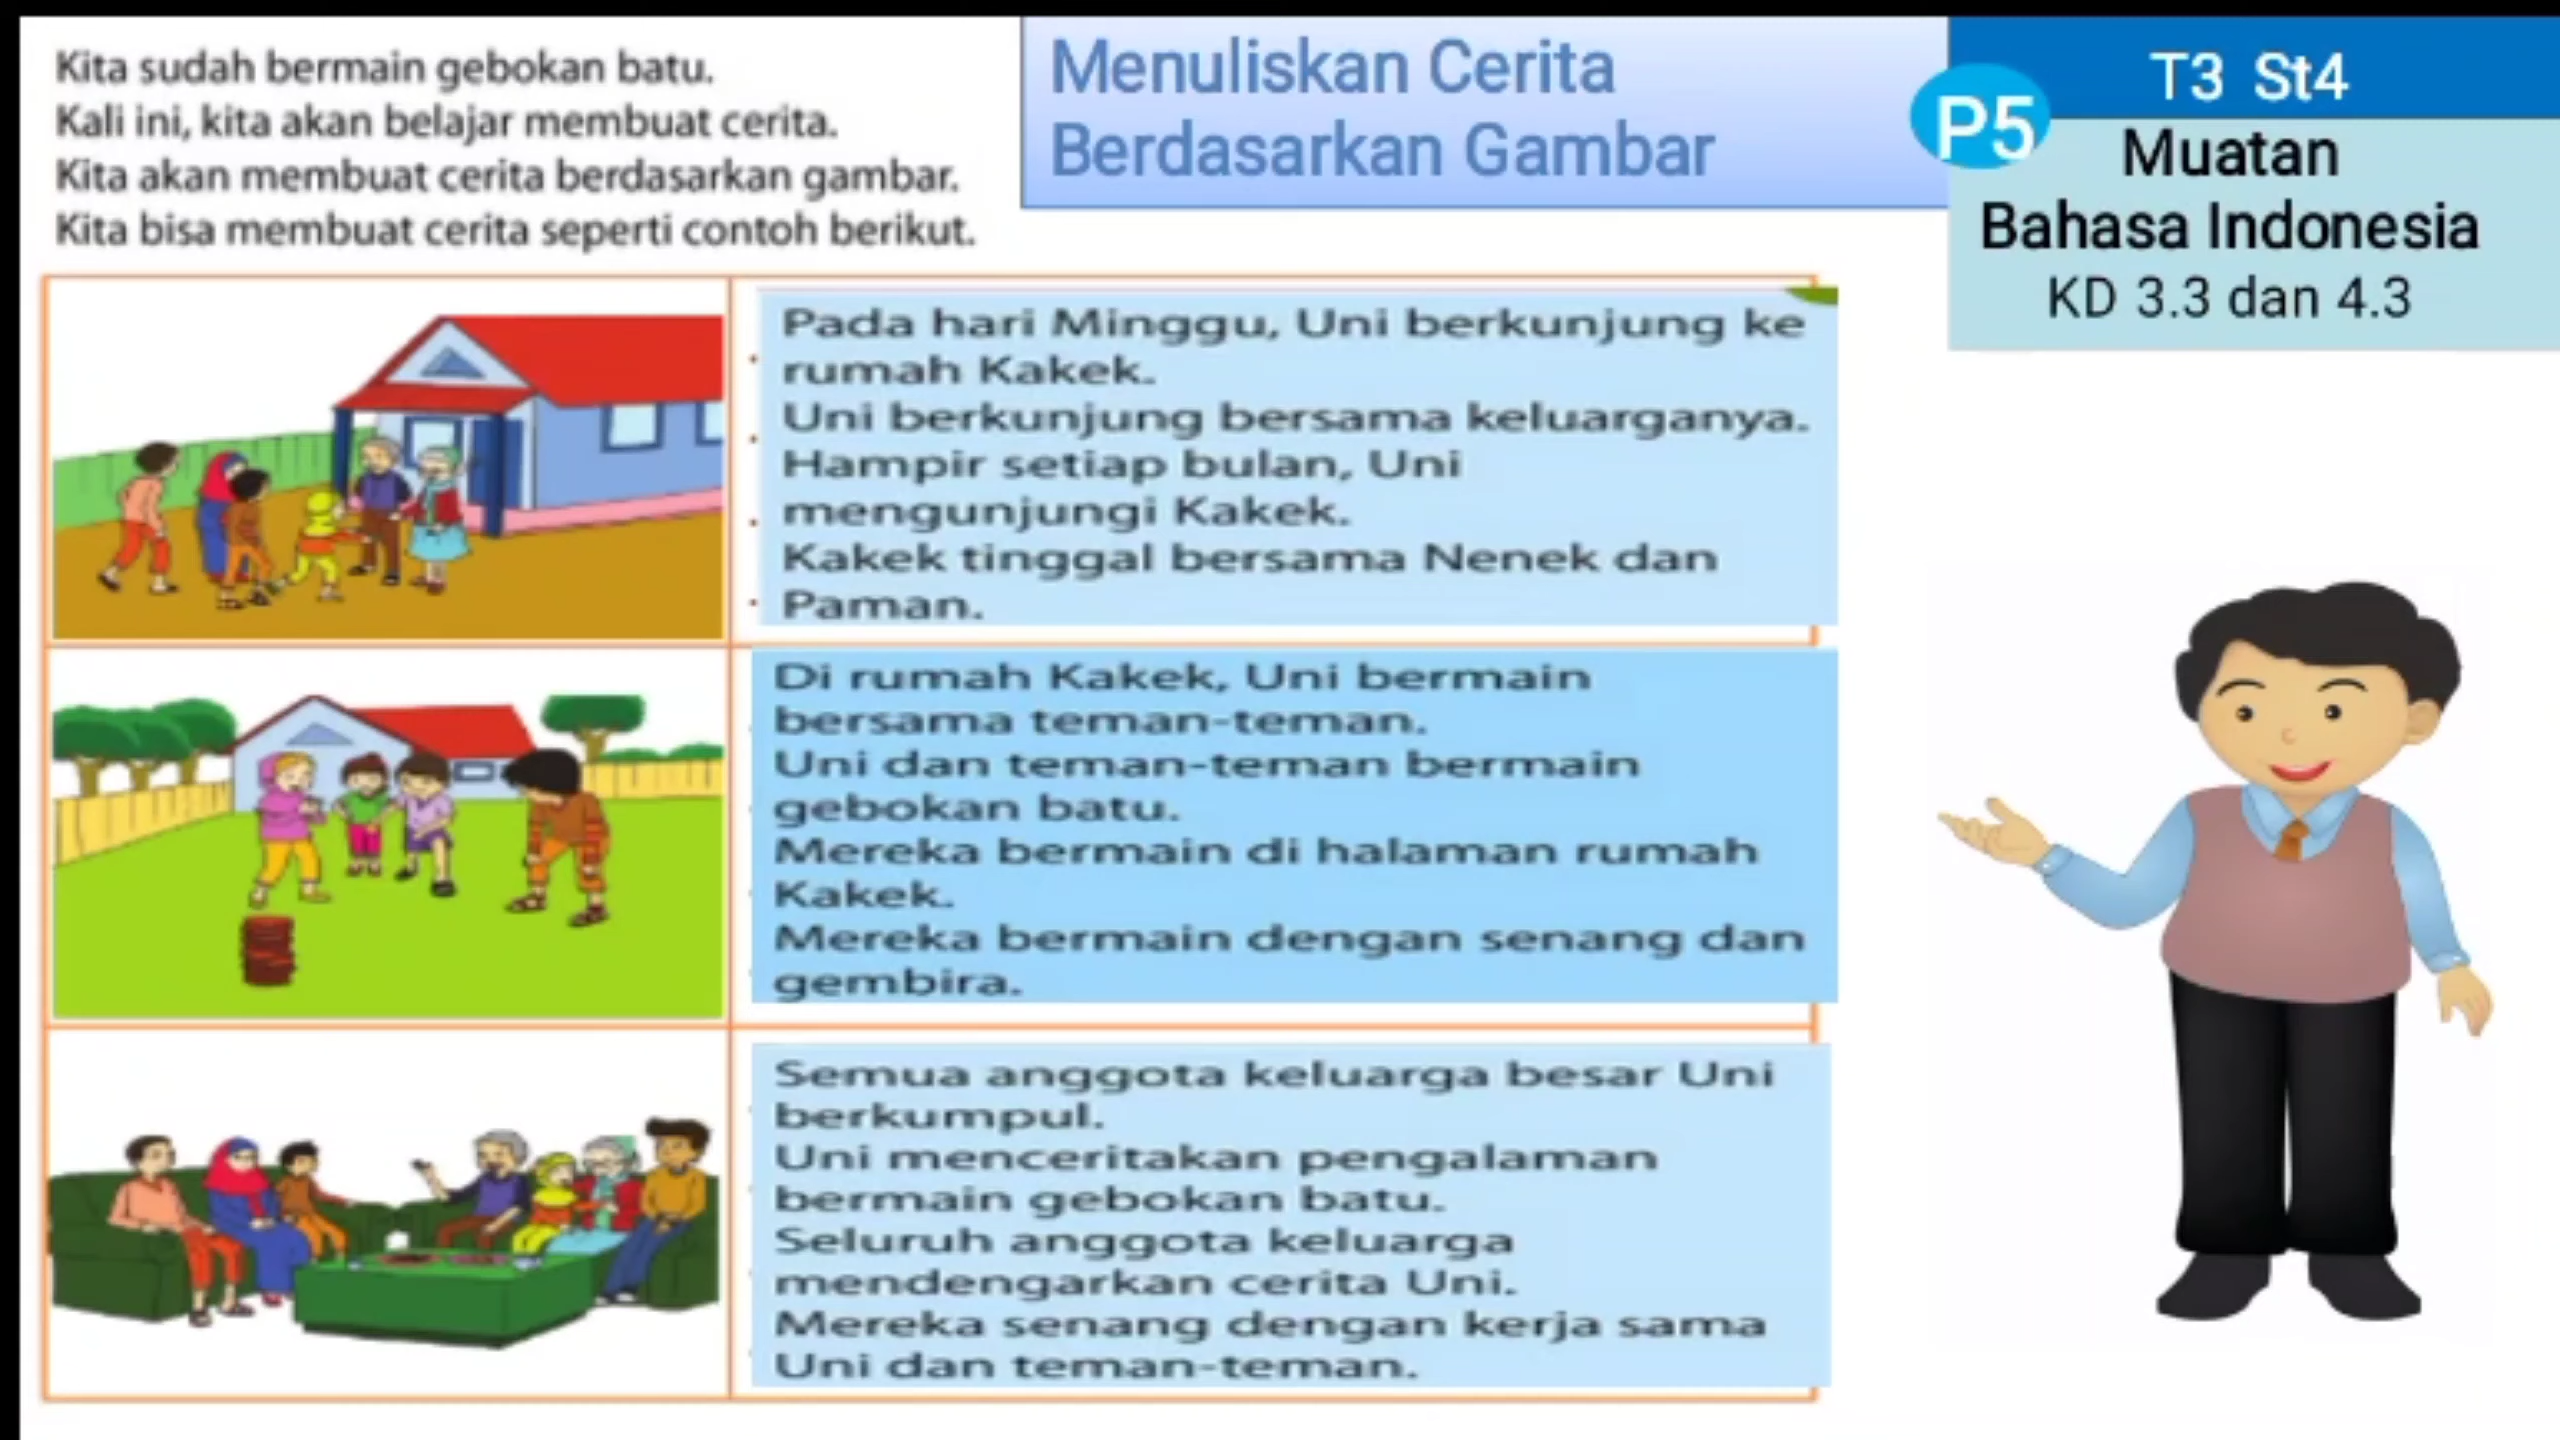 Kita sudah bermain gebokan batu.
Kali ini, kita akan belajar membuat cerita.
Kita akan membuat cerita berdasarkan gambar.
Kita bisa membuat cerita seperti contoh berikut.
Menuliskan Cerita
Berdasarkan Gambar
P5
T3 St4
Muatan
Bahasa Indonesia
KD 3.3 dan 4.3
Pada hari Minggu, Uni berkunjung ke
rumah Kakek.
Uni berkunjung bersama keluarganya.
Hampir setiap bulan, Uni
mengunjungi Kakek.
Kakek tinggal bersama Nenek dan
Paman.
Di rumah Kakek, Uni bermain
bersama teman-teman.
Uni dan teman-teman bermain
gebokan batu.
Mereka bermain di halaman rumah
Kakek.
Mereka bermain dengan senang dan
gembira.
Semua anggota keluarga besar Uni
berkumpul.
Uni menceritakan pengalaman
bermain gebokan batu.
Seluruh anggota keluarga
mendengarkan cerita Uni.
Mereka senang dengan kerja sama
Uni dan teman-teman.